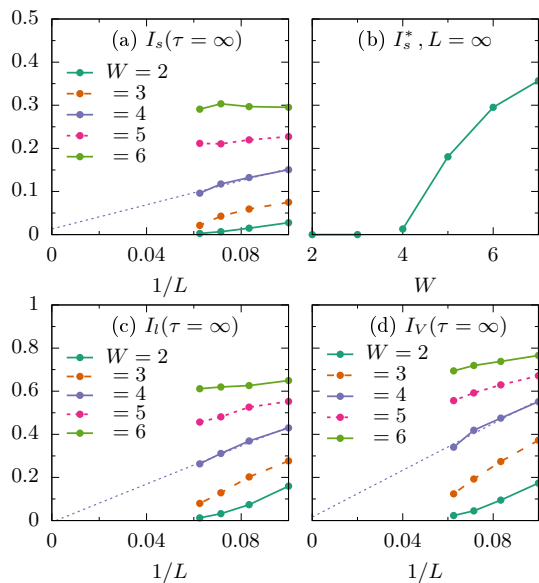 (a) I_s(τ = ∞)
W = 2
= 3
= 4
= 5
= 6
0.5
0.4
0.3
0.2
0.1
0
0 0.04 0.08
1/L
(b) I_s^*, L = ∞
2 4 6
W
(c) I_l(τ = ∞)
W = 2
= 3
= 4
= 5
= 6
1
0.8
0.6
0.4
0.2
0
0 0.04 0.08
1/L
(d) I_V(τ = ∞)
W = 2
= 3
= 4
= 5
= 6
0 0.04 0.08
1/L